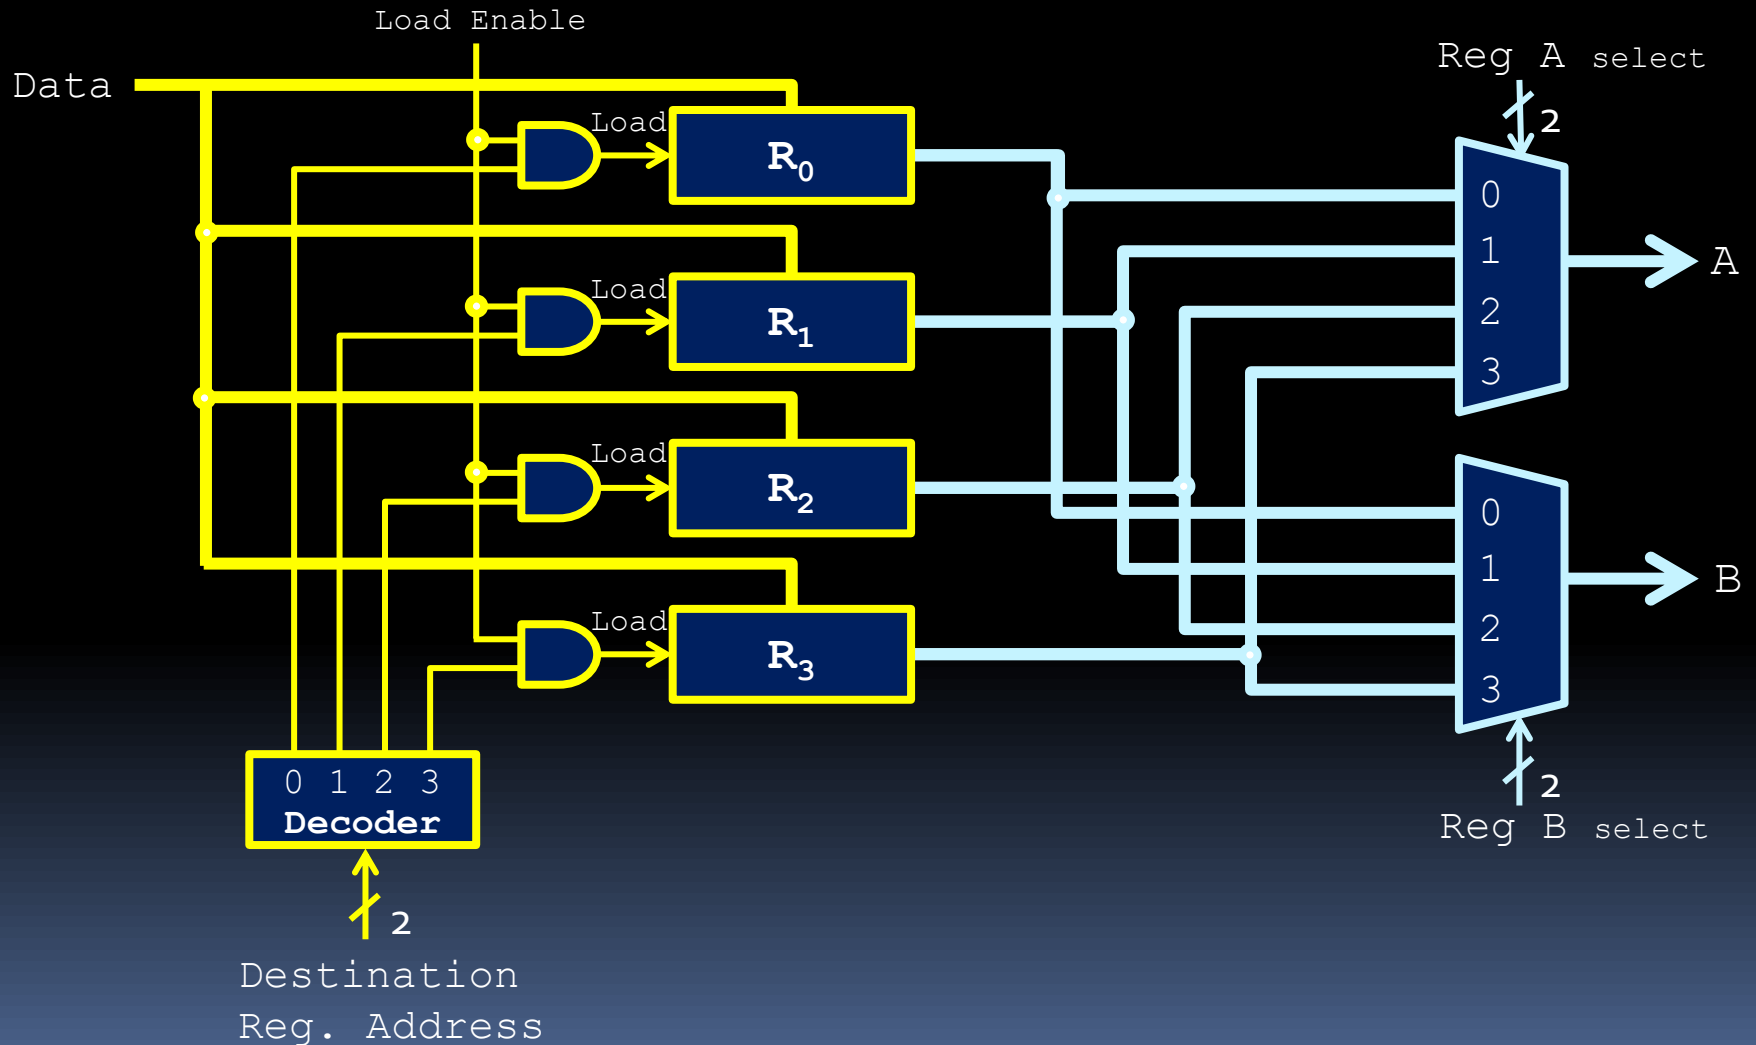 Load Enable
Data
Reg A select
2
Load
R0
0
1
2
3
A
Load
R1
Load
R2
0
1
2
3
B
Load
R3
2
Reg B select
0 1 2 3
Decoder
2
Destination
Reg. Address